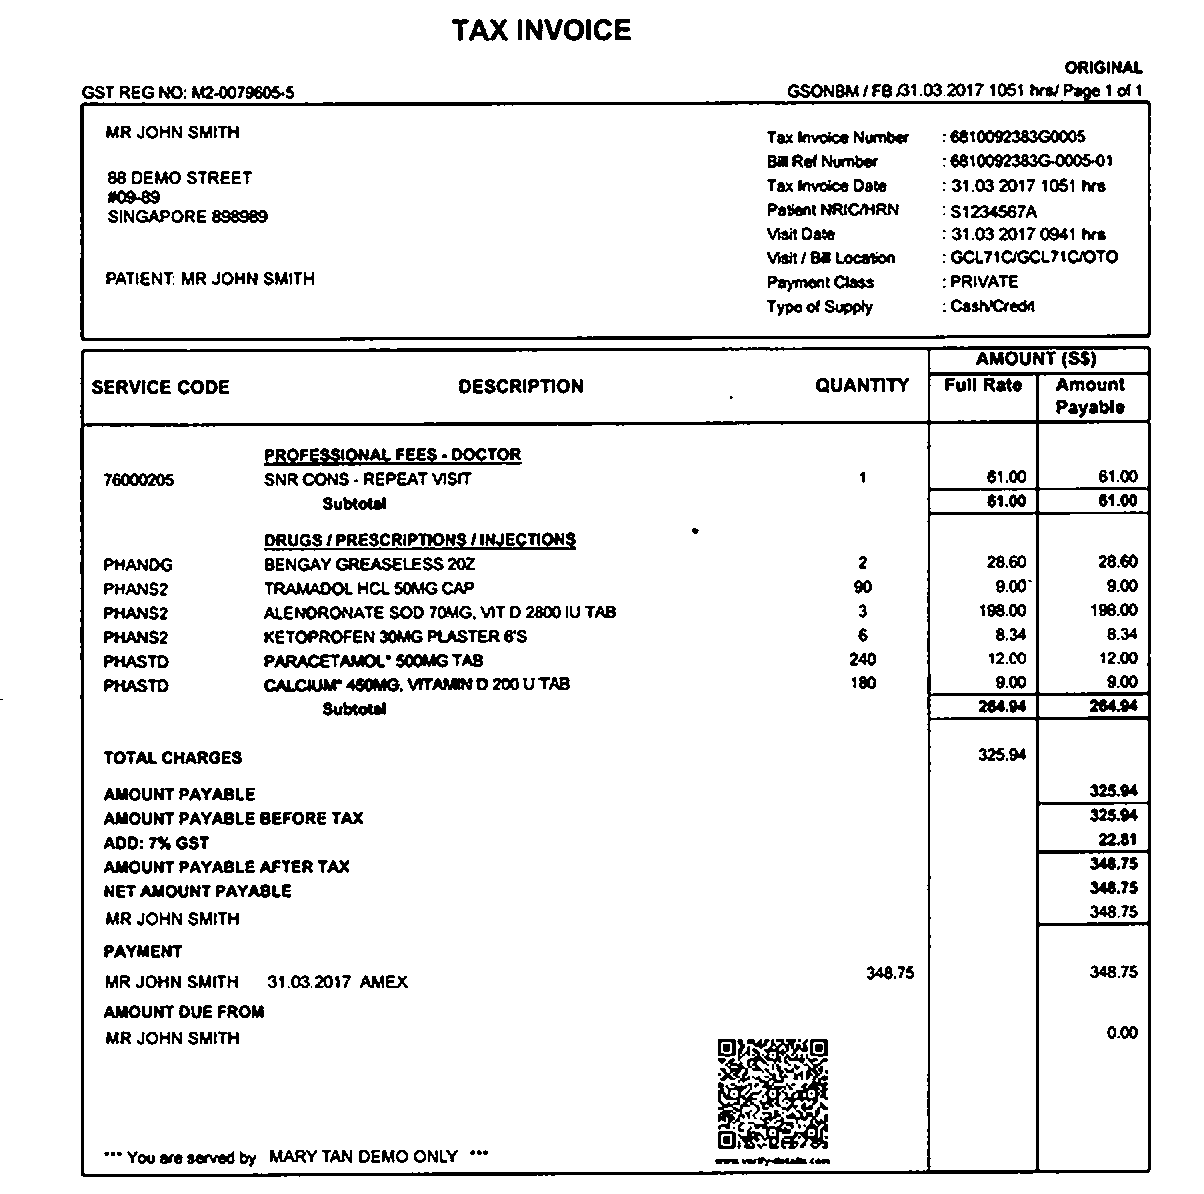 TAX INVOICE
ORIGINAL
GST REG NO: M2-0079605-5 GSONBM / FB /31.03.2017 1051 hrs/ Page 1 of 1
MR JOHN SMITH
88 DEMO STREET
#09-89
SINGAPORE 898989
PATIENT: MR JOHN SMITH
Tax Invoice Number : 6810092383G0005
Bill Ref Number : 6810092383G-0005-01
Tax Invoice Date : 31.03 2017 1051 hrs
Patient NRIC/HRN : S1234567A
Visit Date : 31.03 2017 0941 hrs
Visit / Bill Location : GCL71C/GCL71C/OTO
Payment Class : PRIVATE
Type of Supply : Cash/Credit
AMOUNT (S$)
SERVICE CODE DESCRIPTION QUANTITY Full Rate Amount
Payable
PROFESSIONAL FEES - DOCTOR
76000205 SNR CONS - REPEAT VISIT 1 61.00 61.00
Subtotal 61.00 61.00
DRUGS / PRESCRIPTIONS / INJECTIONS
PHANDG BENGAY GREASELESS 2OZ 2 28.60 28.60
PHANS2 TRAMADOL HCL 50MG CAP 90 9.00 9.00
PHANS2 ALENDRONATE SOD 70MG, VIT D 2800 IU TAB 3 198.00 198.00
PHANS2 KETOPROFEN 30MG PLASTER 6'S 6 8.34 8.34
PHASTD PARACETAMOL* 500MG TAB 240 12.00 12.00
PHASTD CALCIUM* 450MG, VITAMIN D 200 U TAB 180 9.00 9.00
Subtotal 264.94 264.94
TOTAL CHARGES 325.94
AMOUNT PAYABLE 325.94
AMOUNT PAYABLE BEFORE TAX 325.94
ADD: 7% GST 22.81
AMOUNT PAYABLE AFTER TAX 348.75
NET AMOUNT PAYABLE 348.75
MR JOHN SMITH 348.75
PAYMENT
MR JOHN SMITH 31.03.2017 AMEX 348.75 348.75
AMOUNT DUE FROM
MR JOHN SMITH 0.00
www.verify-details.com
*** You are served by MARY TAN DEMO ONLY ***